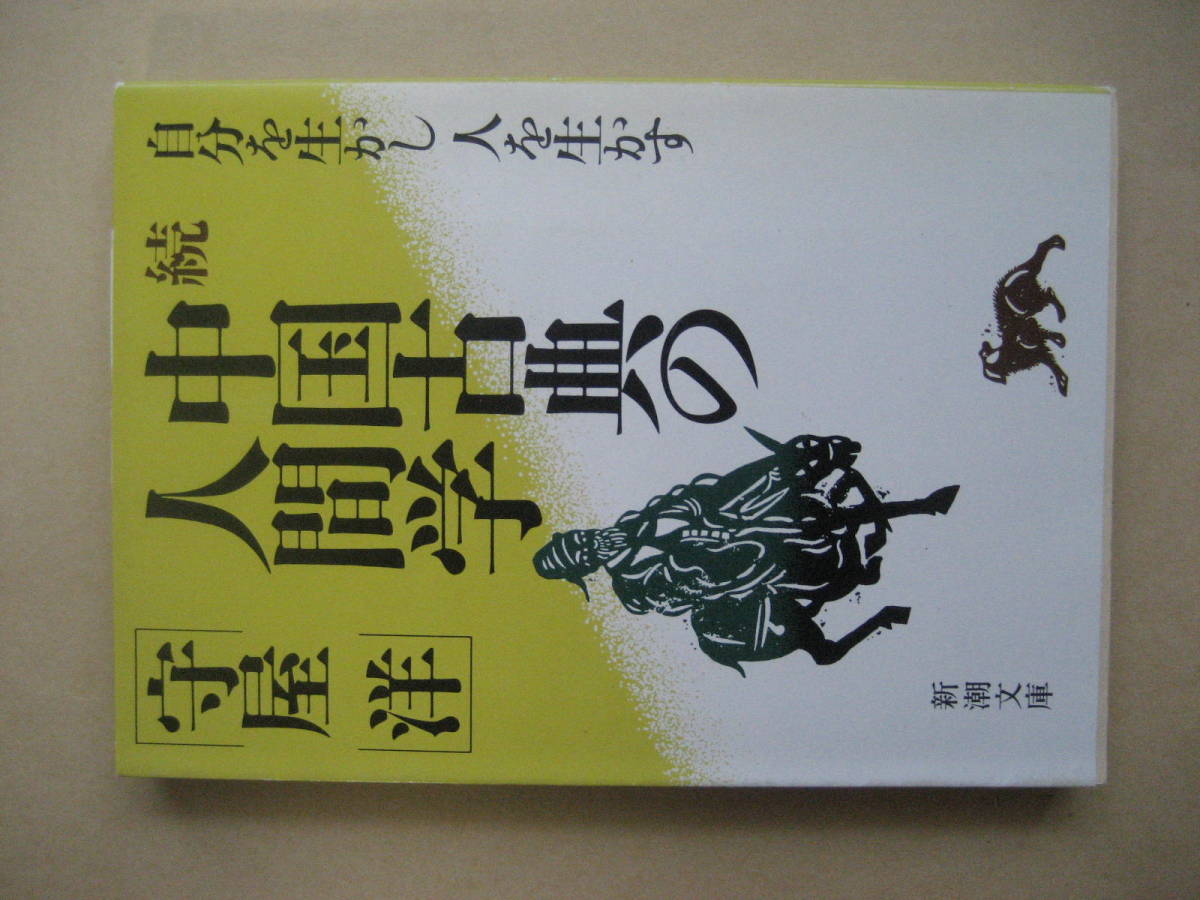 自分を生かし 人を生かす
続
中国古典の
人間学
守屋
洋
新潮文庫